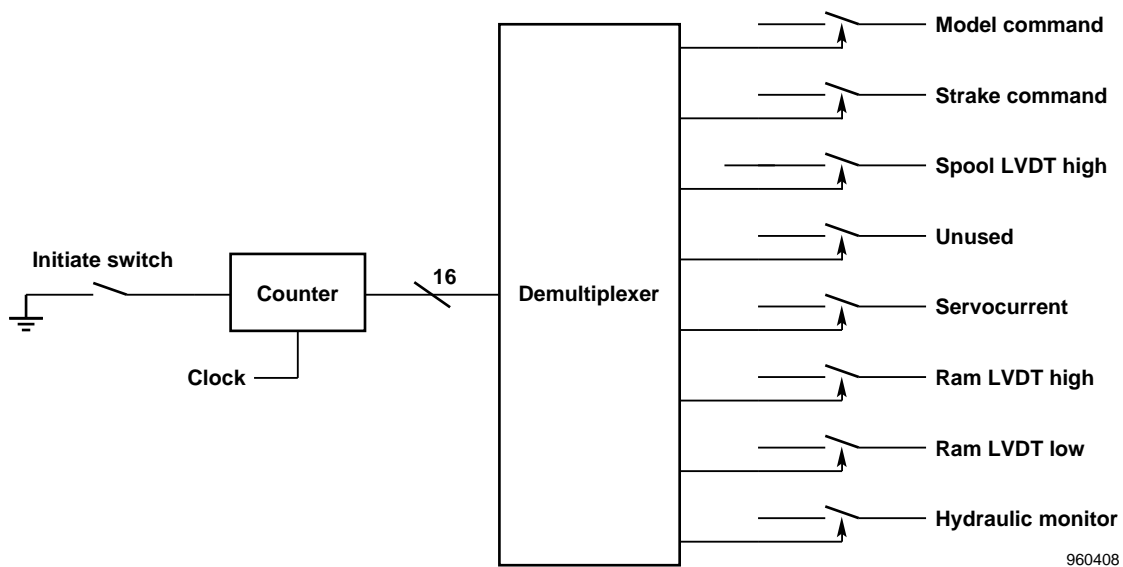 Model command
Strake command
Spool LVDT high
Unused
Initiate switch
16
Counter
Demultiplexer
Servocurrent
Clock
Ram LVDT high
Ram LVDT low
Hydraulic monitor
960408